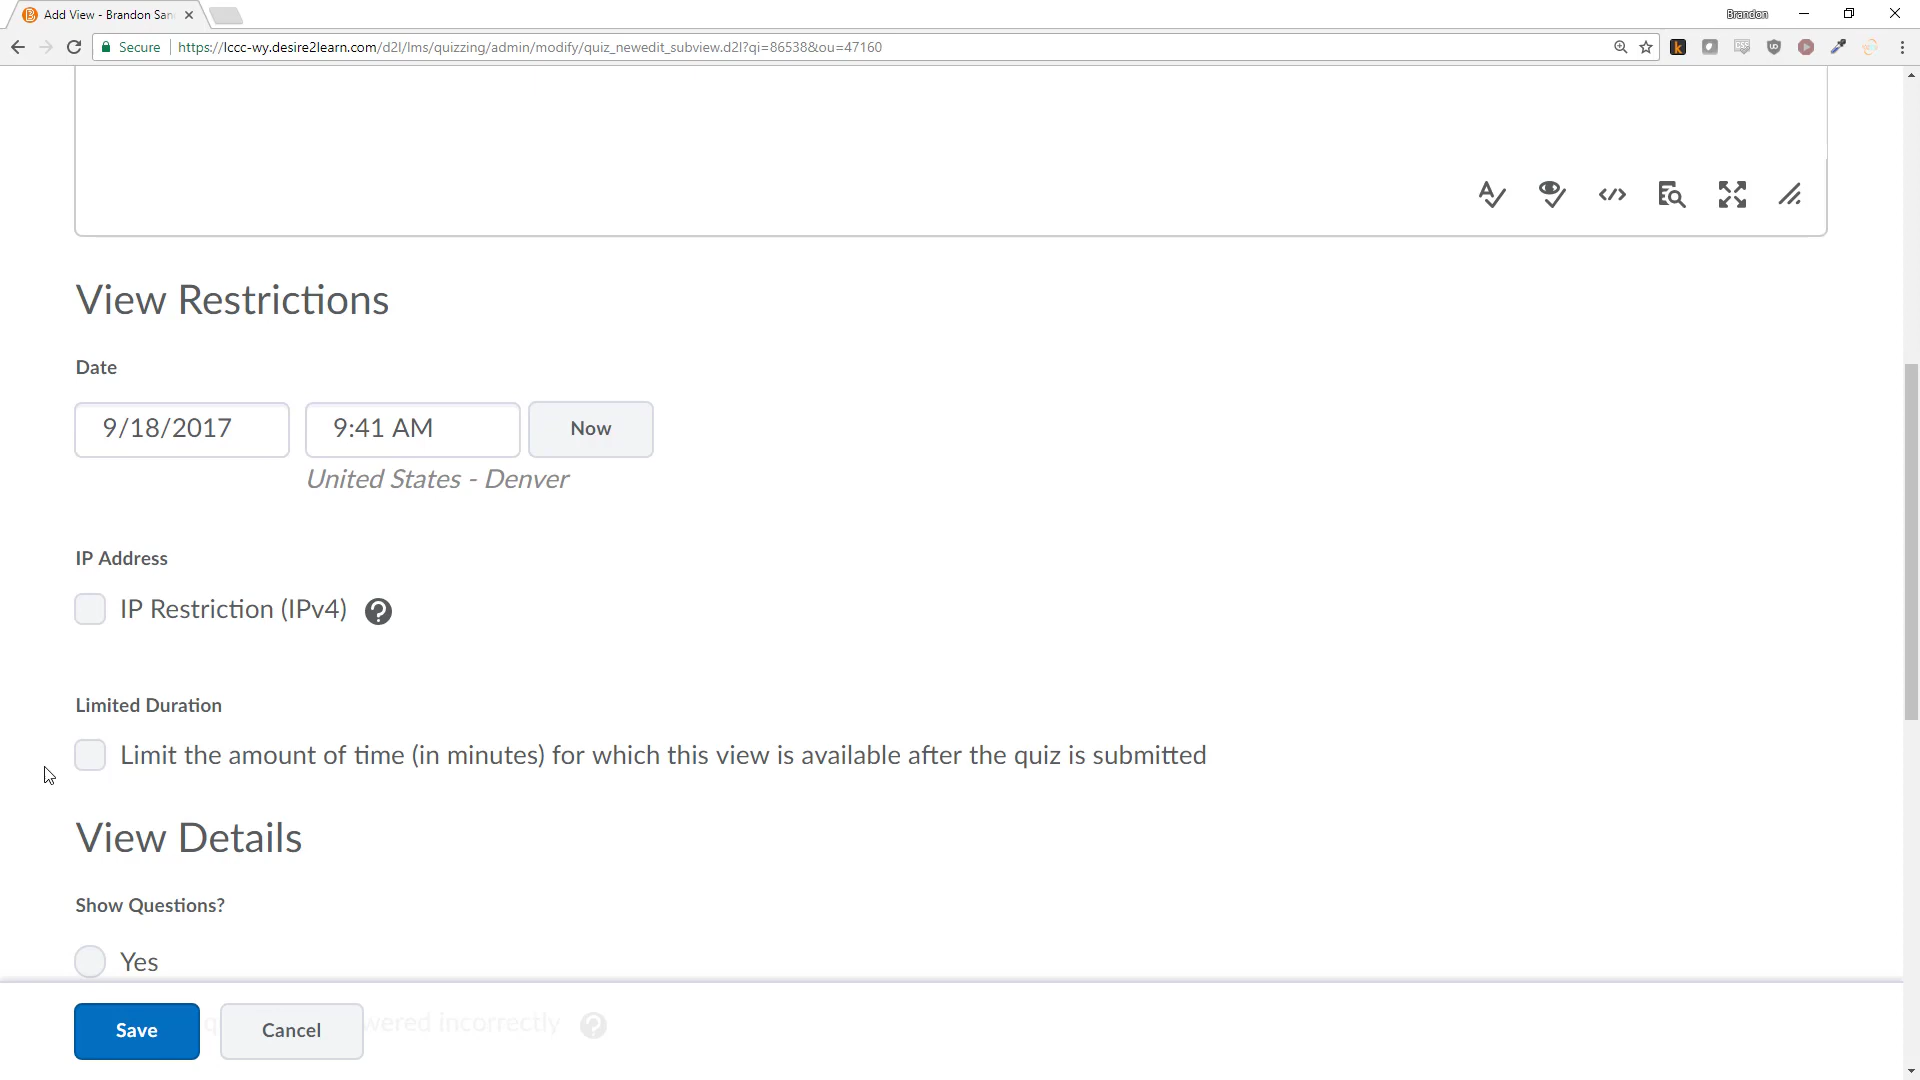 Add View - Brandon San
Brandon
Secure
https://lccc-wy.desire2learn.com/d2l/lms/quizzing/admin/modify/quiz_newedit_subview.d2l?qi=86538&ou=47160
View Restrictions
Date
9/18/2017
9:41 AM
Now
United States - Denver
IP Address
IP Restriction (IPv4)
Limited Duration
Limit the amount of time (in minutes) for which this view is available after the quiz is submitted
View Details
Show Questions?
Yes
Save
Cancel
wered incorrectly